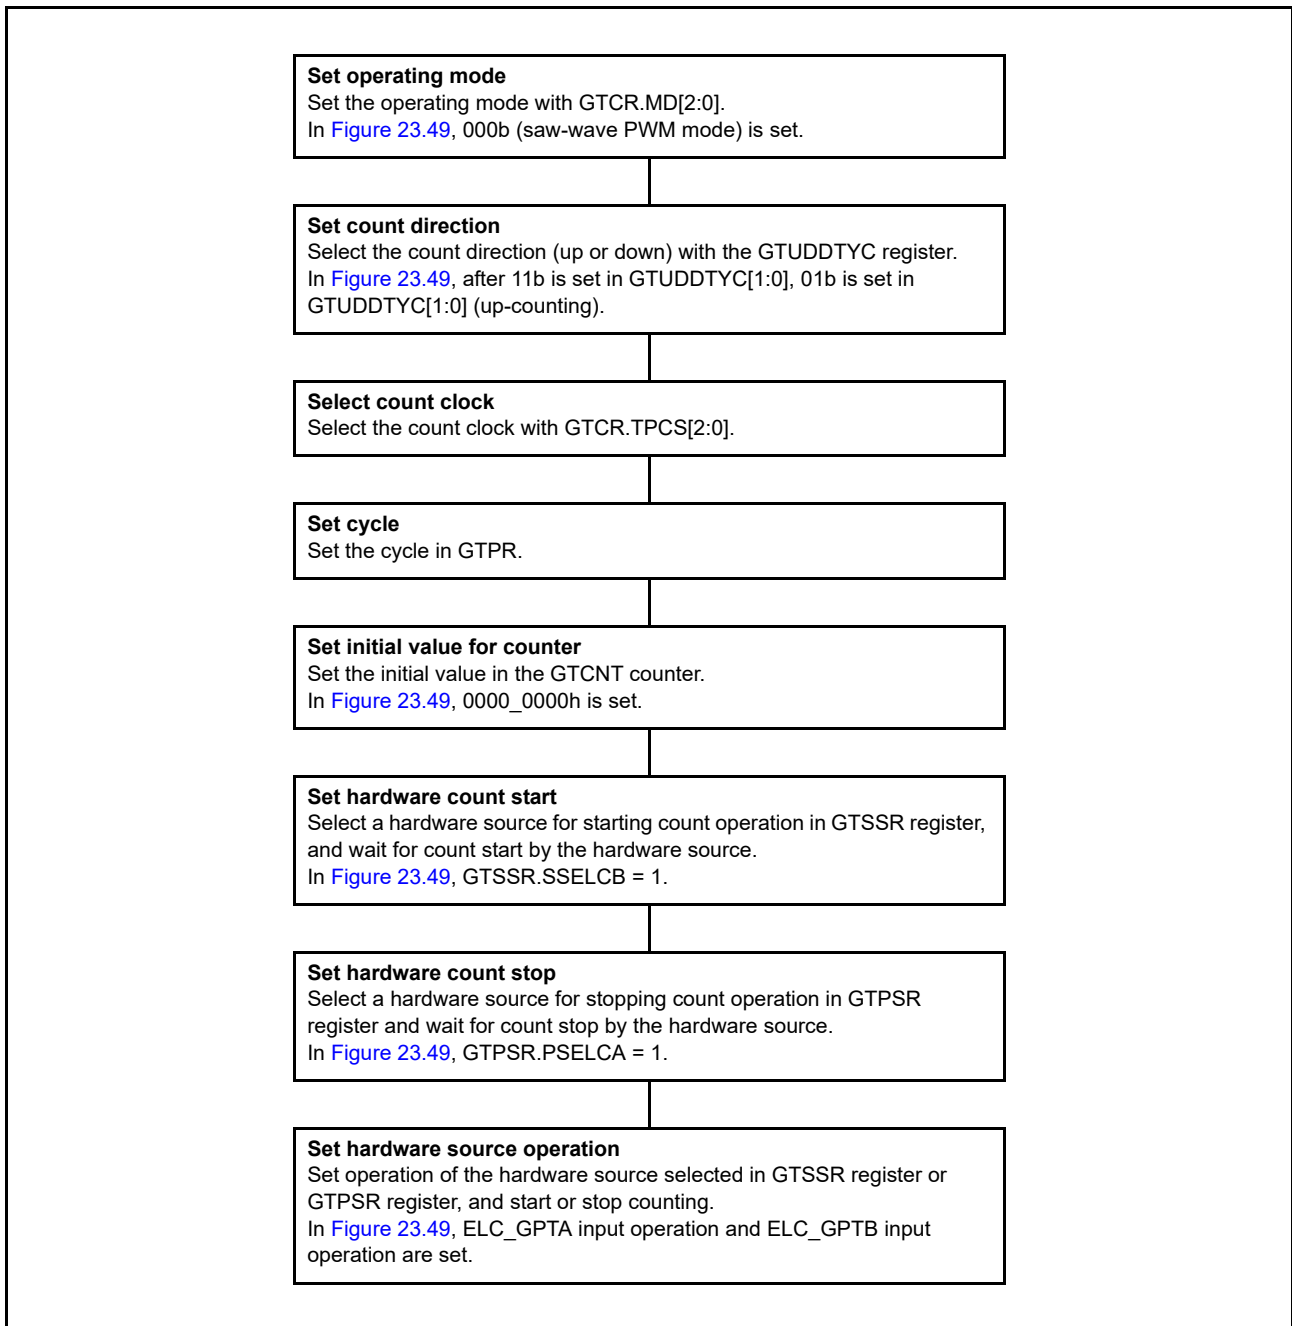 Set operating mode
Set the operating mode with GTCR.MD[2:0].
In Figure 23.49, 000b (saw-wave PWM mode) is set.
Set count direction
Select the count direction (up or down) with the GTUDDTYC register.
In Figure 23.49, after 11b is set in GTUDDTYC[1:0], 01b is set in
GTUDDTYC[1:0] (up-counting).
Select count clock
Select the count clock with GTCR.TPCS[2:0].
Set cycle
Set the cycle in GTPR.
Set initial value for counter
Set the initial value in the GTCNT counter.
In Figure 23.49, 0000_0000h is set.
Set hardware count start
Select a hardware source for starting count operation in GTSSR register,
and wait for count start by the hardware source.
In Figure 23.49, GTSSR.SSELCB = 1.
Set hardware count stop
Select a hardware source for stopping count operation in GTPSR
register and wait for count stop by the hardware source.
In Figure 23.49, GTPSR.PSELCA = 1.
Set hardware source operation
Set operation of the hardware source selected in GTSSR register or
GTPSR register, and start or stop counting.
In Figure 23.49, ELC_GPTA input operation and ELC_GPTB input
operation are set.